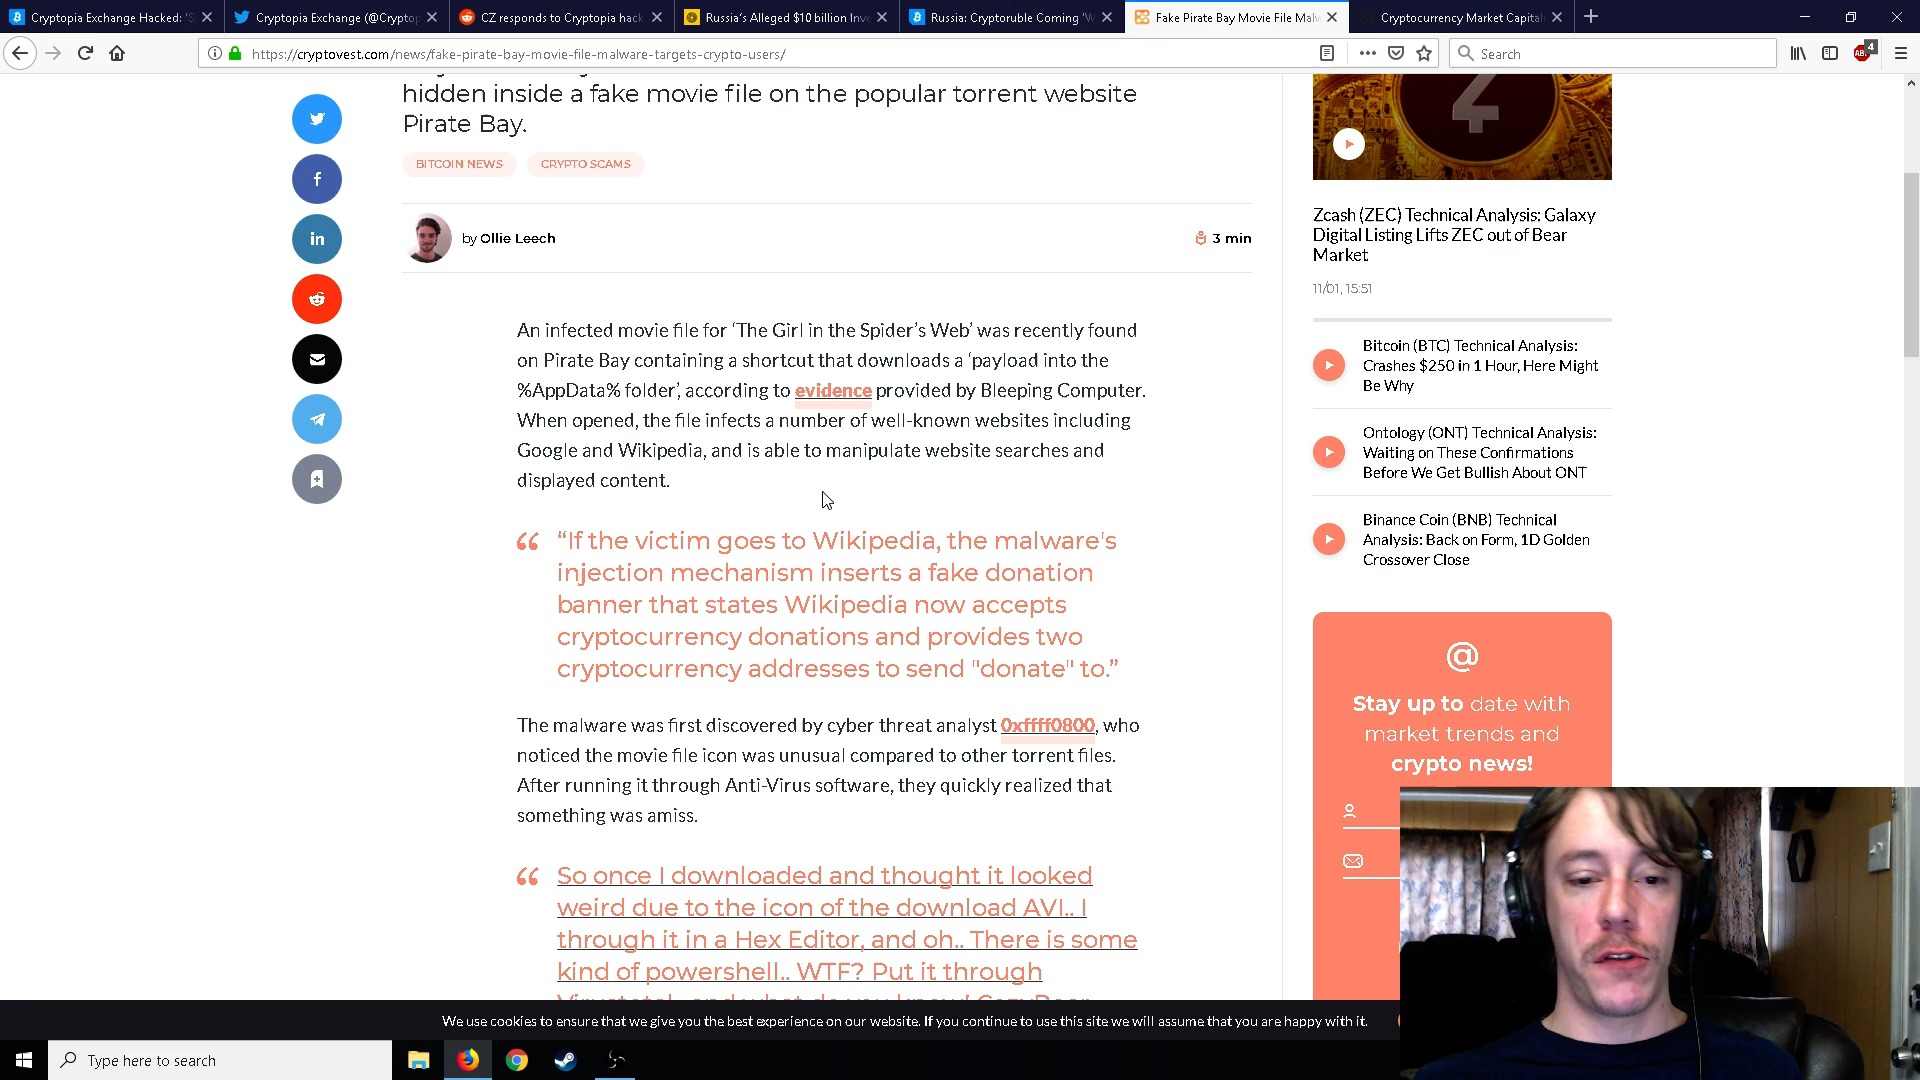 Cryptopia Exchange Hacked: 'S
Cryptopia Exchange (@Cryptop
CZ responds to Cryptopia hack
Russia's Alleged $10 billion Inve
Russia: Cryptoruble Coming 'W
Fake Pirate Bay Movie File Mal
Cryptocurrency Market Capitali
https://cryptovest.com/news/fake-pirate-bay-movie-file-malware-targets-crypto-users/
Search
4
hidden inside a fake movie file on the popular torrent website
Pirate Bay.
BITCOIN NEWS
CRYPTO SCAMS
by Ollie Leech
3 min
An infected movie file for ‘The Girl in the Spider’s Web’ was recently found
on Pirate Bay containing a shortcut that downloads a ‘payload into the
%AppData% folder’, according to evidence provided by Bleeping Computer.
When opened, the file infects a number of well-known websites including
Google and Wikipedia, and is able to manipulate website searches and
displayed content.
“If the victim goes to Wikipedia, the malware's
injection mechanism inserts a fake donation
banner that states Wikipedia now accepts
cryptocurrency donations and provides two
cryptocurrency addresses to send "donate" to.”
The malware was first discovered by cyber threat analyst 0xffff0800, who
noticed the movie file icon was unusual compared to other torrent files.
After running it through Anti-Virus software, they quickly realized that
something was amiss.
So once I downloaded and thought it looked
weird due to the icon of the download AVI.. I
through it in a Hex Editor, and oh.. There is some
kind of powershell.. WTF? Put it through
Zcash (ZEC) Technical Analysis: Galaxy
Digital Listing Lifts ZEC out of Bear
Market
11/01, 15:51
Bitcoin (BTC) Technical Analysis:
Crashes $250 in 1 Hour, Here Might
Be Why
Ontology (ONT) Technical Analysis:
Waiting on These Confirmations
Before We Get Bullish About ONT
Binance Coin (BNB) Technical
Analysis: Back on Form, 1D Golden
Crossover Close
@
Stay up to date with
market trends and
crypto news!
We use cookies to ensure that we give you the best experience on our website. If you continue to use this site we will assume that you are happy with it.
Type here to search